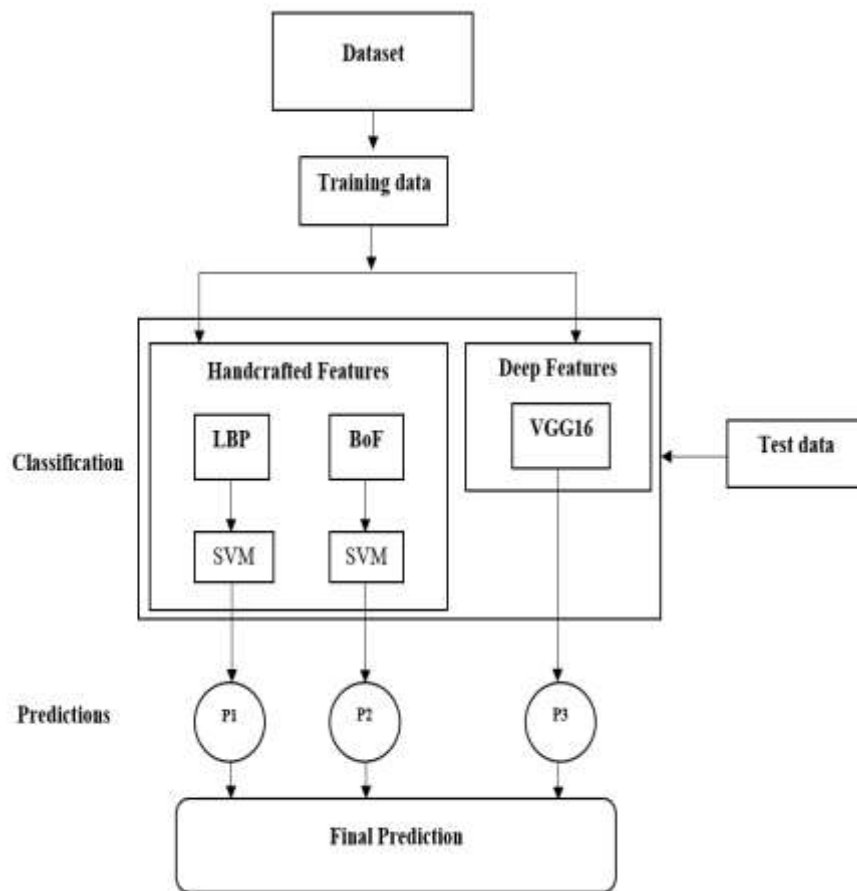 Dataset
Training data
Handcrafted Features
Deep Features
LBP
BoF
VGG16
Classification
Test data
SVM
SVM
Predictions
P1
P2
P3
Final Prediction